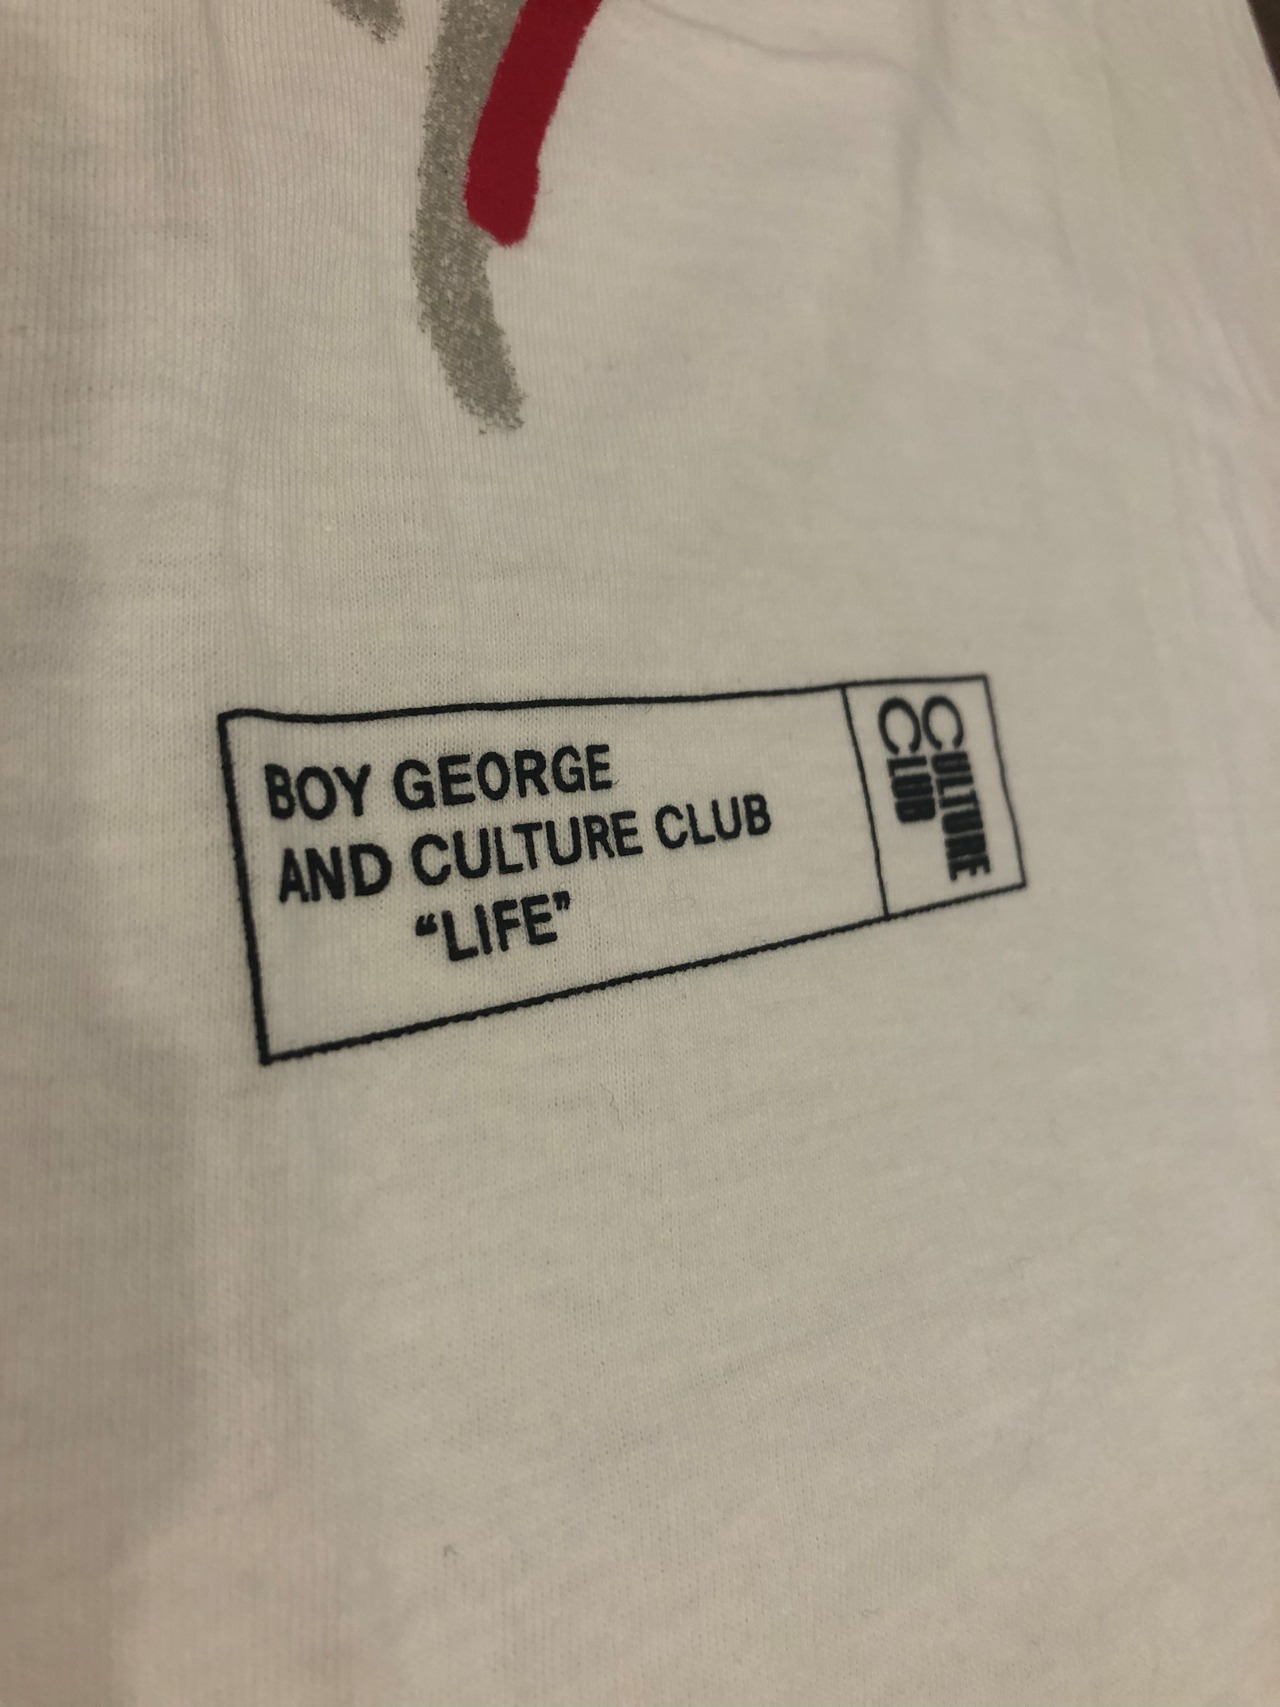 BOY GEORGE
AND CULTURE CLUB
“LIFE”
CULTURE
CLUB